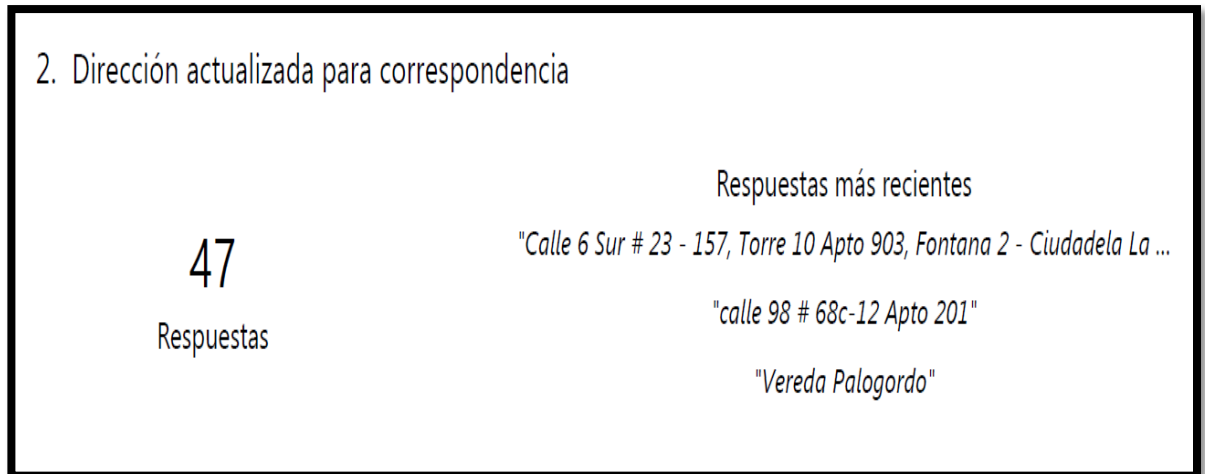 2. Dirección actualizada para correspondencia
47
Respuestas
Respuestas más recientes
"Calle 6 Sur # 23 - 157, Torre 10 Apto 903, Fontana 2 - Ciudadela La ...
"calle 98 # 68c-12 Apto 201"
"Vereda Palogordo"